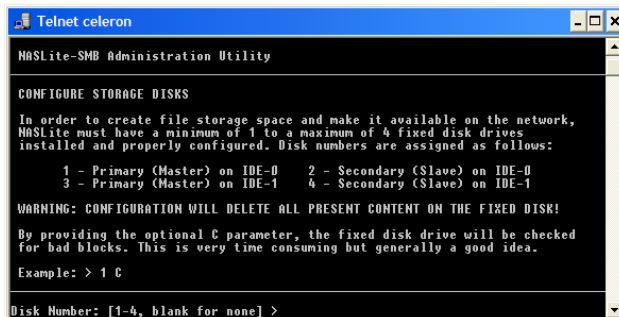 Telnet celeron
NASLite-SMB Administration Utility
CONFIGURE STORAGE DISKS
In order to create file storage space and make it available on the network,
NASLite must have a minimum of 1 to a maximum of 4 fixed disk drives
installed and properly configured. Disk numbers are assigned as follows:
1 - Primary (Master) on IDE-0 2 - Secondary (Slave) on IDE-0
3 - Primary (Master) on IDE-1 4 - Secondary (Slave) on IDE-1
WARNING: CONFIGURATION WILL DELETE ALL PRESENT CONTENT ON THE FIXED DISK!
By providing the optional C parameter, the fixed disk drive will be checked
for bad blocks. This is very time consuming but generally a good idea.
Example: > 1 C
Disk Number: [1-4, blank for none] >